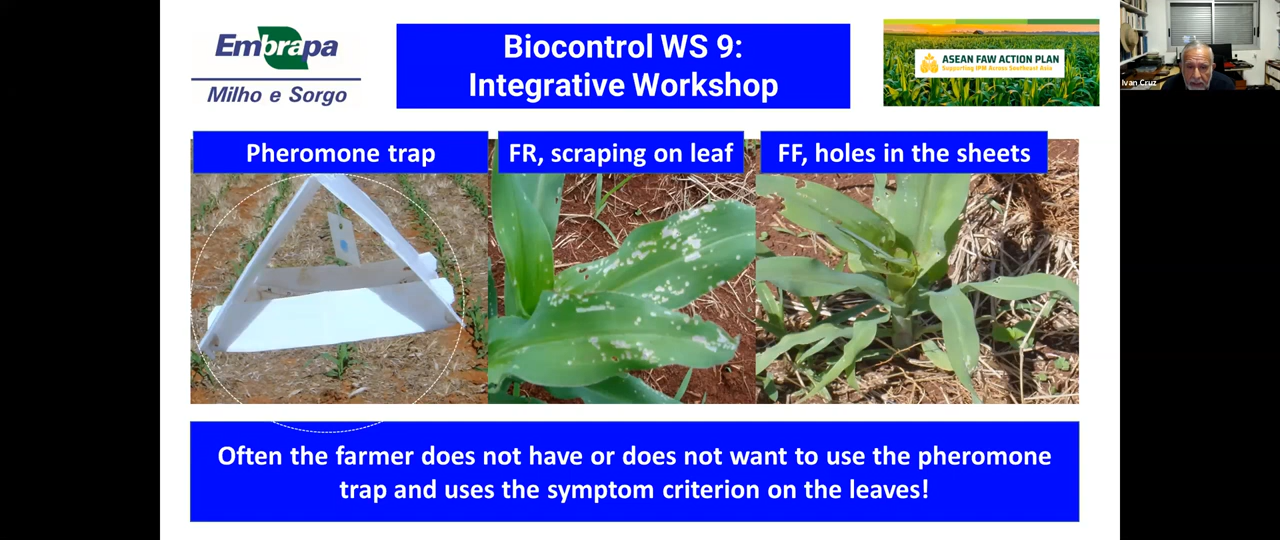 Embrapa
Milho e Sorgo
Biocontrol WS 9:
Integrative Workshop
ASEAN FAW ACTION PLAN
Supporting IPM Across Southeast Asia
Ivan Cruz
Pheromone trap
FR, scraping on leaf
FF, holes in the sheets
Often the farmer does not have or does not want to use the pheromone
trap and uses the symptom criterion on the leaves!